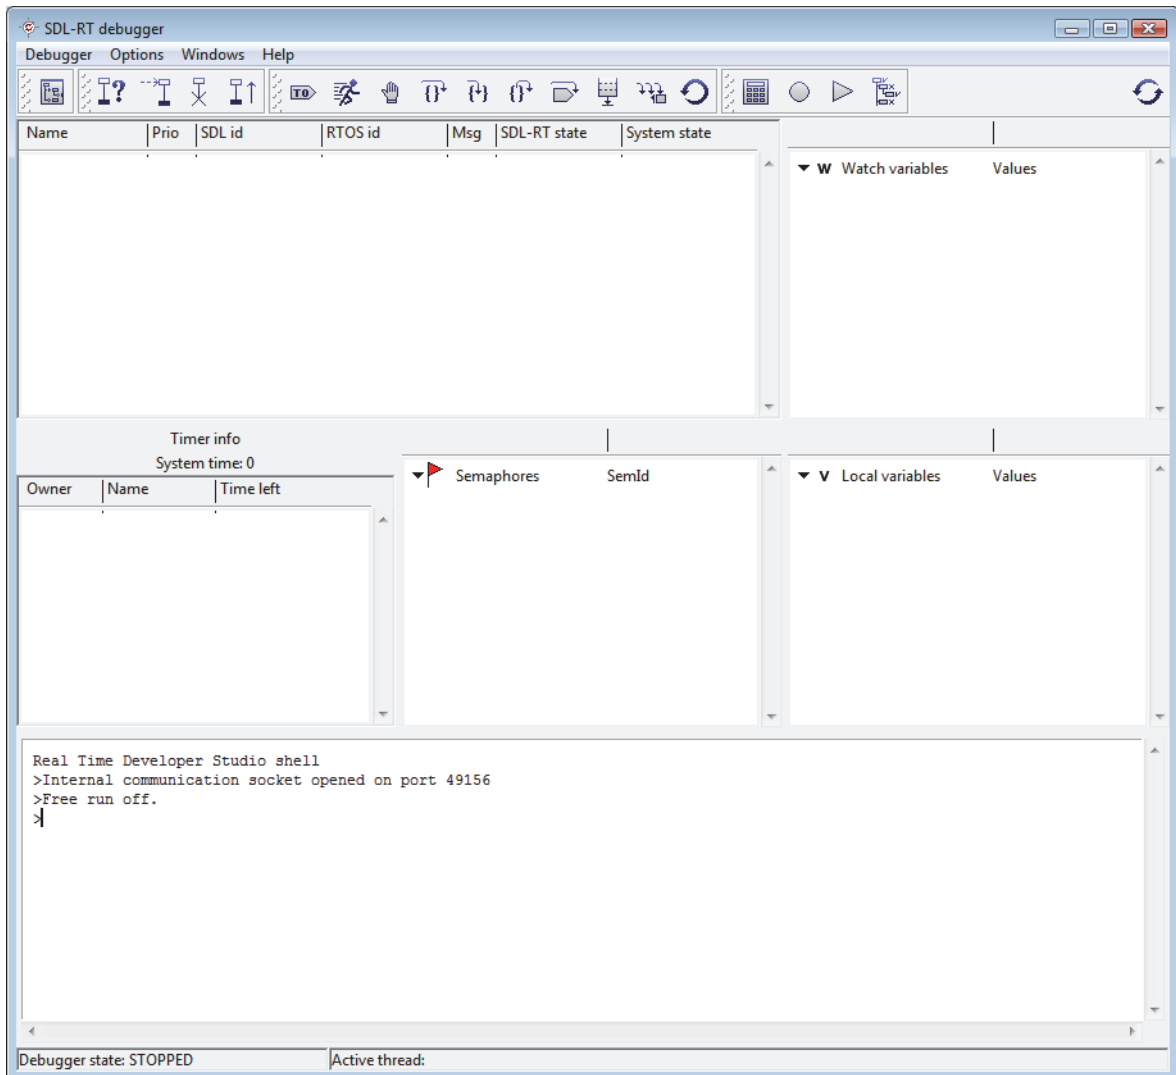 SDL-RT debugger
Debugger Options Windows Help
I? I I↑ TO
Name Prio SDL id RTOS id Msg SDL-RT state System state
W Watch variables Values
Timer info
System time: 0
Owner Name Time left
Semaphores SemId
V Local variables Values
Real Time Developer Studio shell
>Internal communication socket opened on port 49156
>Free run off.
>
Debugger state: STOPPED Active thread: